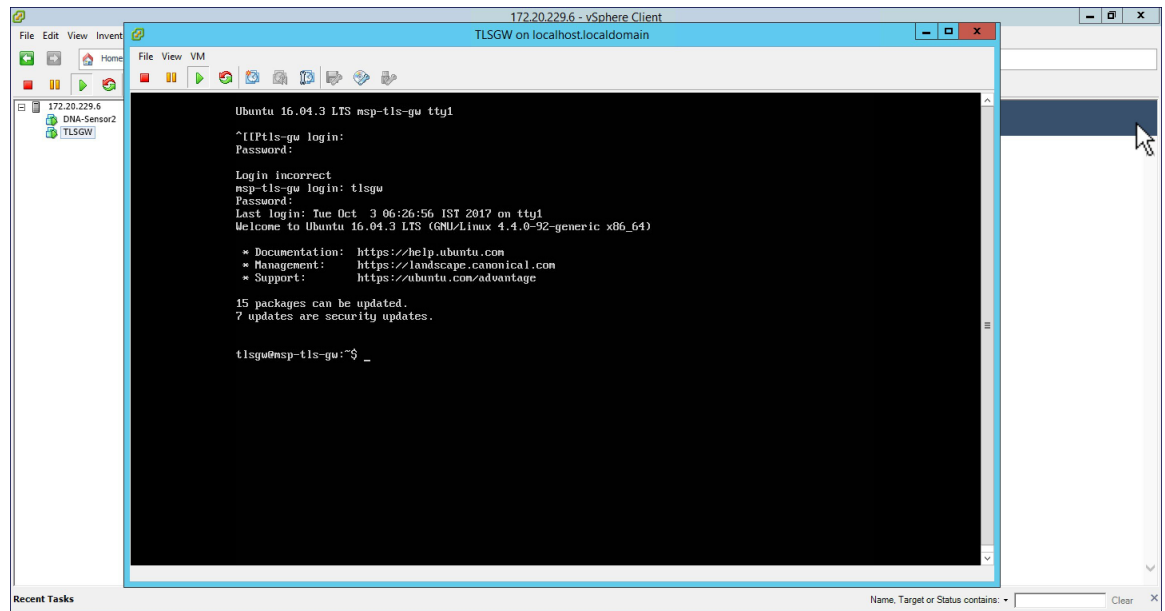 172.20.229.6 - vSphere Client
File Edit View Invent
Home
172.20.229.6
DNA-Sensor2
TLSGW
TLSGW on localhost.localdomain
File View VM
Ubuntu 16.04.3 LTS msp-tls-gw tty1
^[[Ptls-gw login:
Password:
Login incorrect
msp-tls-gw login: tlsgw
Password:
Last login: Tue Oct  3 06:26:56 IST 2017 on tty1
Welcome to Ubuntu 16.04.3 LTS (GNU/Linux 4.4.0-92-generic x86_64)
* Documentation:  https://help.ubuntu.com
* Management:     https://landscape.canonical.com
* Support:        https://ubuntu.com/advantage
15 packages can be updated.
7 updates are security updates.
tlsgw@msp-tls-gw:~$ _
Recent Tasks
Name, Target or Status contains:
Clear